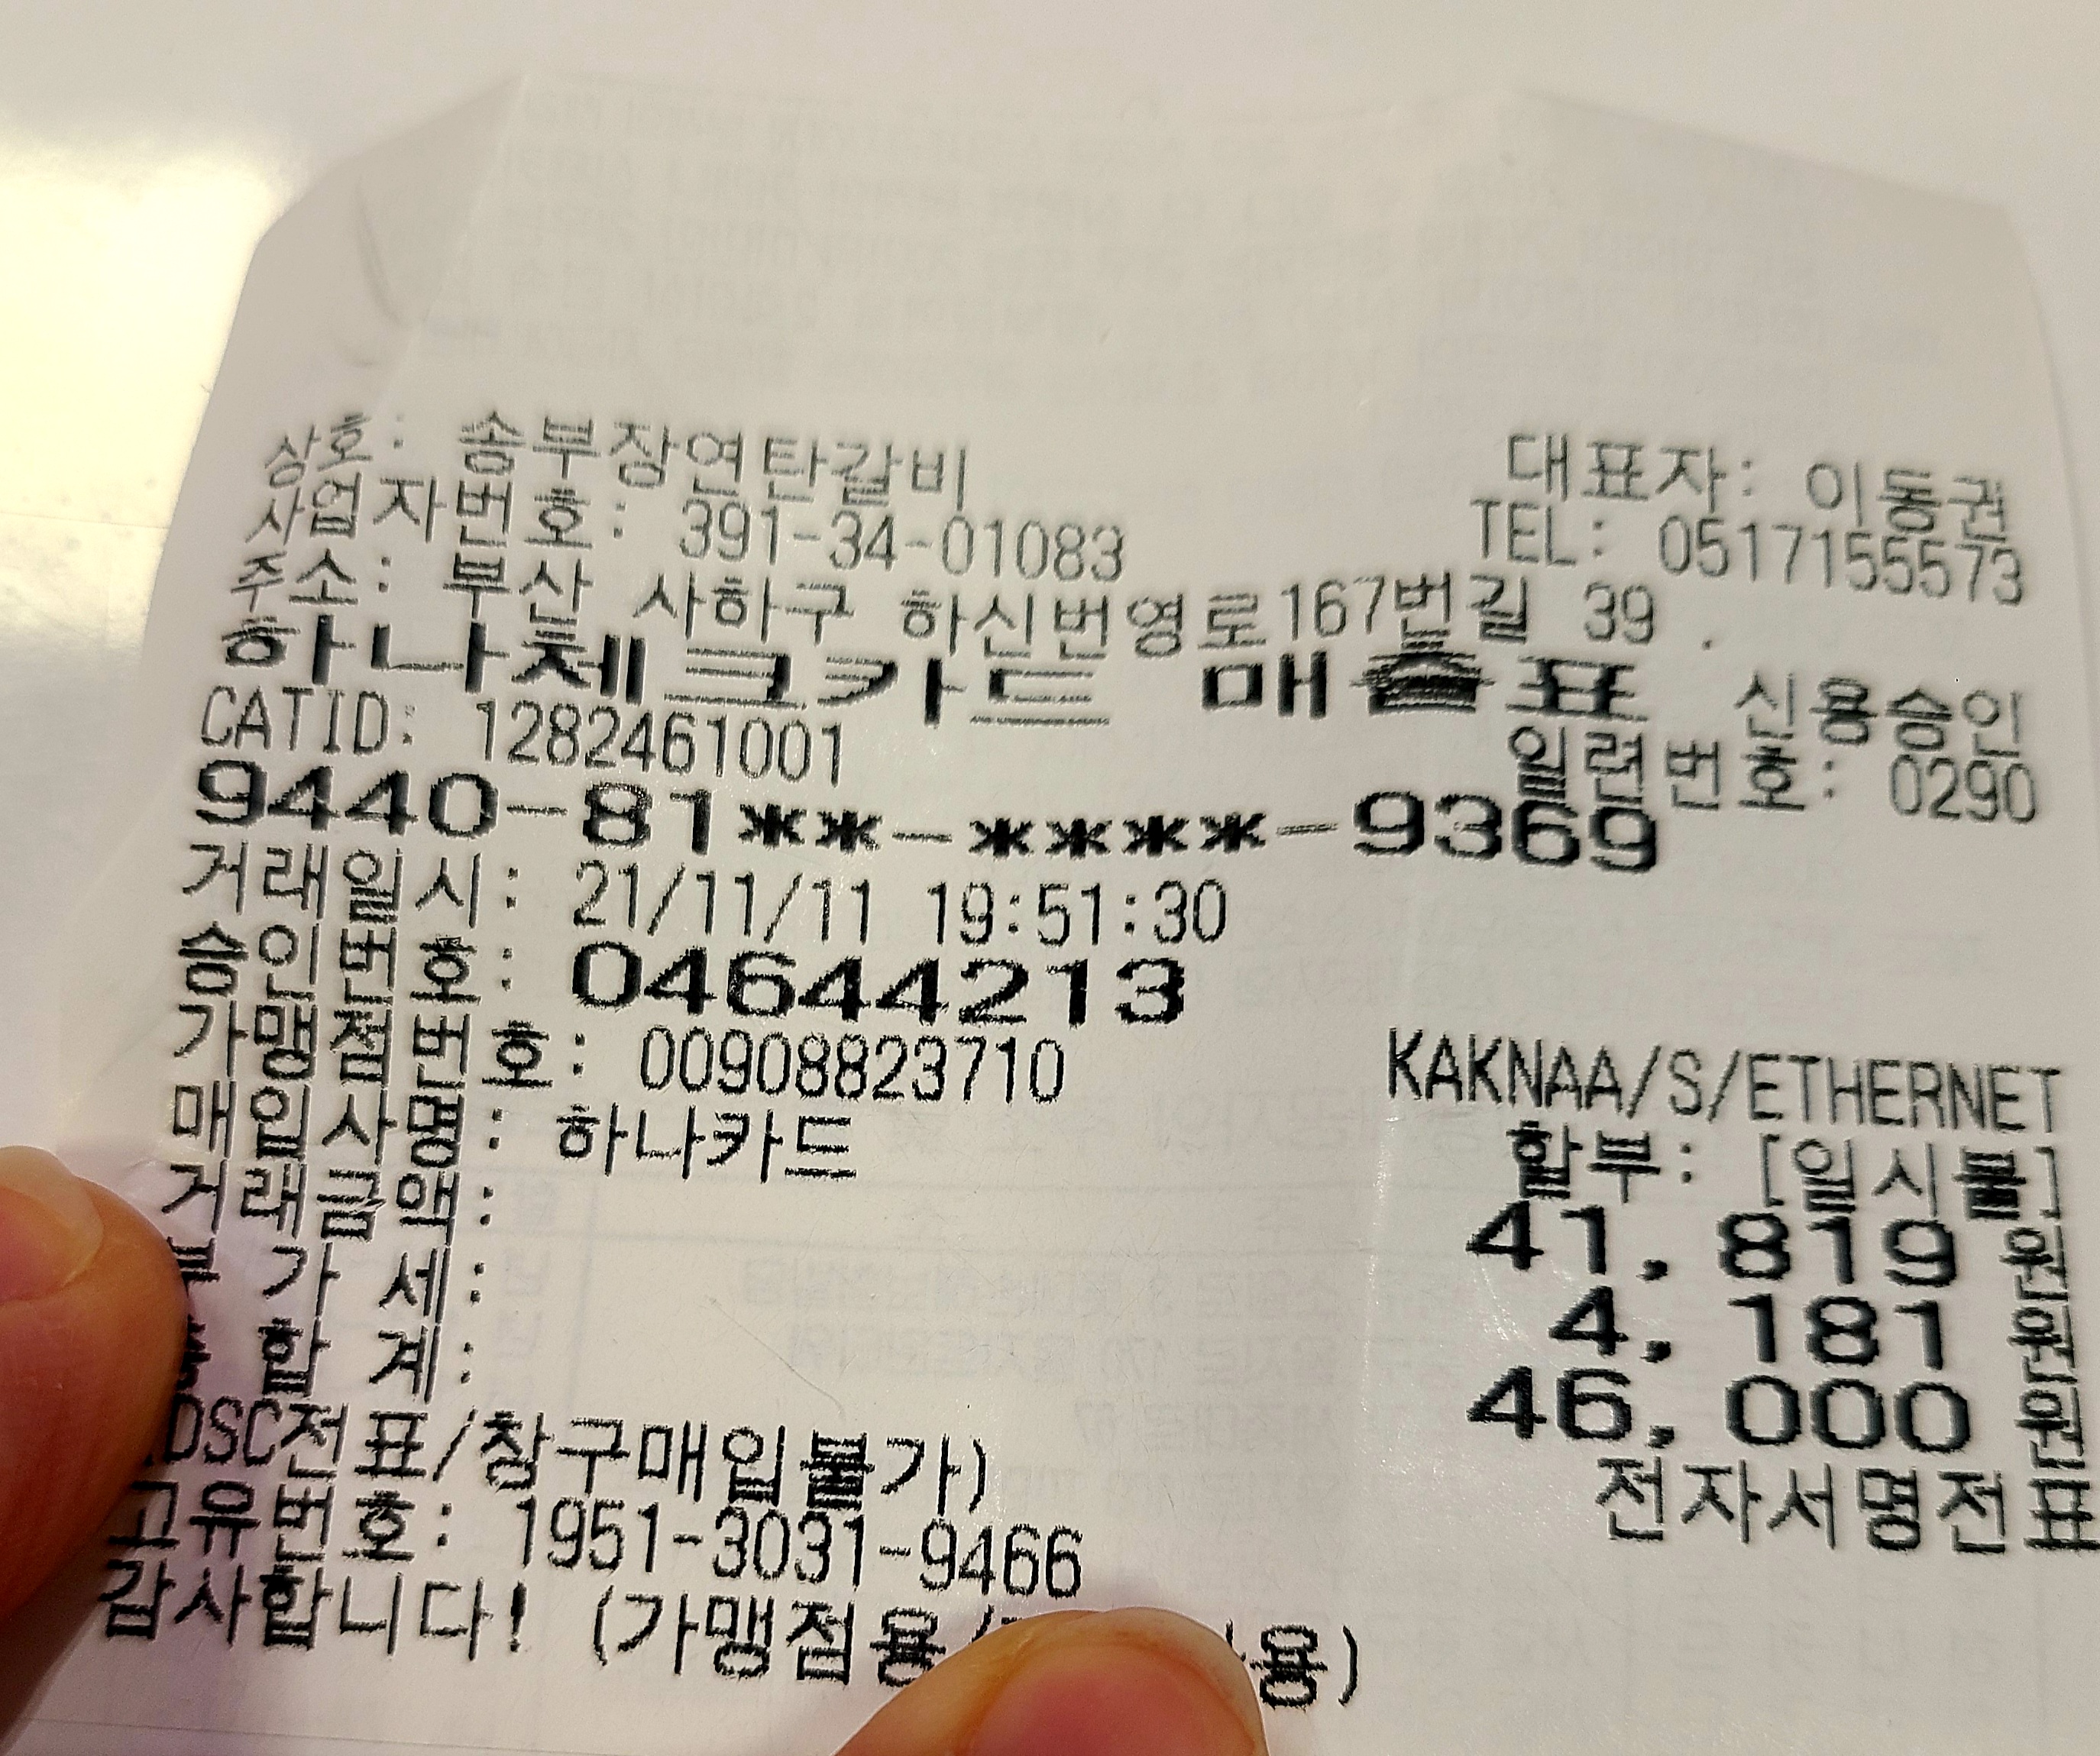 상호: 송부장연탄갈비 대표자: 이동권
사업자번호: 391-34-01083 TEL: 0517155573
주소: 부산 사하구 하신번영로167번길 39 .
하나체크카드 매출표 신용승인
CATID: 1282461001 일련번호: 0290
9440-81**-****-9369
거래일시: 21/11/11 19:51:30
승인번호: 04644213
가맹점번호: 00908823710 KAKNAA/S/ETHERNET
매입사명: 하나카드 할부: [일시불]
거래금액: 41,819 원
가 세: 4,181 원
합 계: 46,000 원
DSC전표/창구매입불가) 전자서명전표
고유번호: 1951-3031-9466
감사합니다! (가맹점용/ 용)